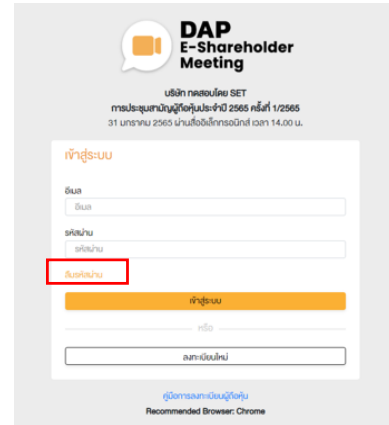 DAP
E-Shareholder
Meeting
บริษัท ทดสอบโดย SET
การประชุมสามัญผู้ถือหุ้นประจำปี 2565 ครั้งที่ 1/2565
31 มกราคม 2565 ผ่านสื่ออิเล็กทรอนิกส์ เวลา 14.00 น.
เข้าสู่ระบบ
อีเมล
อีเมล
รหัสผ่าน
รหัสผ่าน
ลืมรหัสผ่าน
เข้าสู่ระบบ
หรือ
ลงทะเบียนใหม่
คู่มือการลงทะเบียนผู้ถือหุ้น
Recommended Browser: Chrome